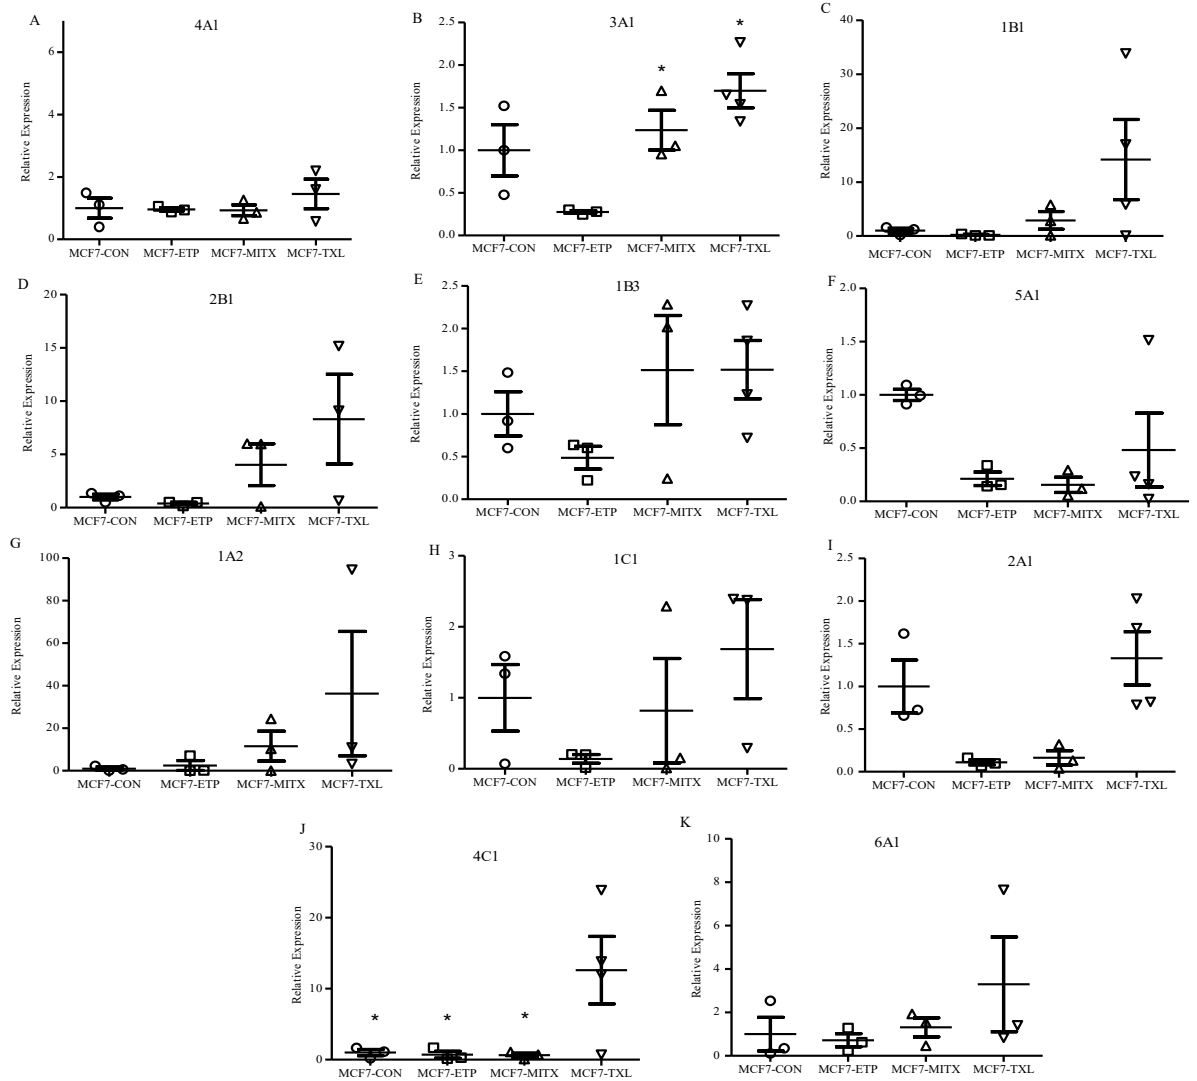 A
4A1
Relative Expression
6
4
2
0
MCF7-CON MCF7-ETP MCF7-MITX MCF7-TXL
B
3A1
Relative Expression
2.5
2.0
1.5
1.0
0.5
0.0
*
*
MCF7-CON MCF7-ETP MCF7-MITX MCF7-TXL
C
1B1
Relative Expression
40
30
20
10
0
MCF7-CON MCF7-ETP MCF7-MITX MCF7-TXL
D
2B1
Relative Expression
20
15
10
5
0
MCF7-CON MCF7-ETP MCF7-MITX MCF7-TXL
E
1B3
Relative Expression
2.5
2.0
1.5
1.0
0.5
0.0
MCF7-CON MCF7-ETP MCF7-MITX MCF7-TXL
F
5A1
Relative Expression
2.0
1.5
1.0
0.5
0.0
MCF7-CON MCF7-ETP MCF7-MITX MCF7-TXL
G
1A2
Relative Expression
100
80
60
40
20
0
MCF7-CON MCF7-ETP MCF7-MITX MCF7-TXL
H
1C1
Relative Expression
3
2
1
0
MCF7-CON MCF7-ETP MCF7-MITX MCF7-TXL
I
2A1
Relative Expression
2.5
2.0
1.5
1.0
0.5
0.0
MCF7-CON MCF7-ETP MCF7-MITX MCF7-TXL
J
4C1
Relative Expression
30
20
10
0
* * *
MCF7-CON MCF7-ETP MCF7-MITX MCF7-TXL
K
6A1
Relative Expression
10
8
6
4
2
0
MCF7-CON MCF7-ETP MCF7-MITX MCF7-TXL